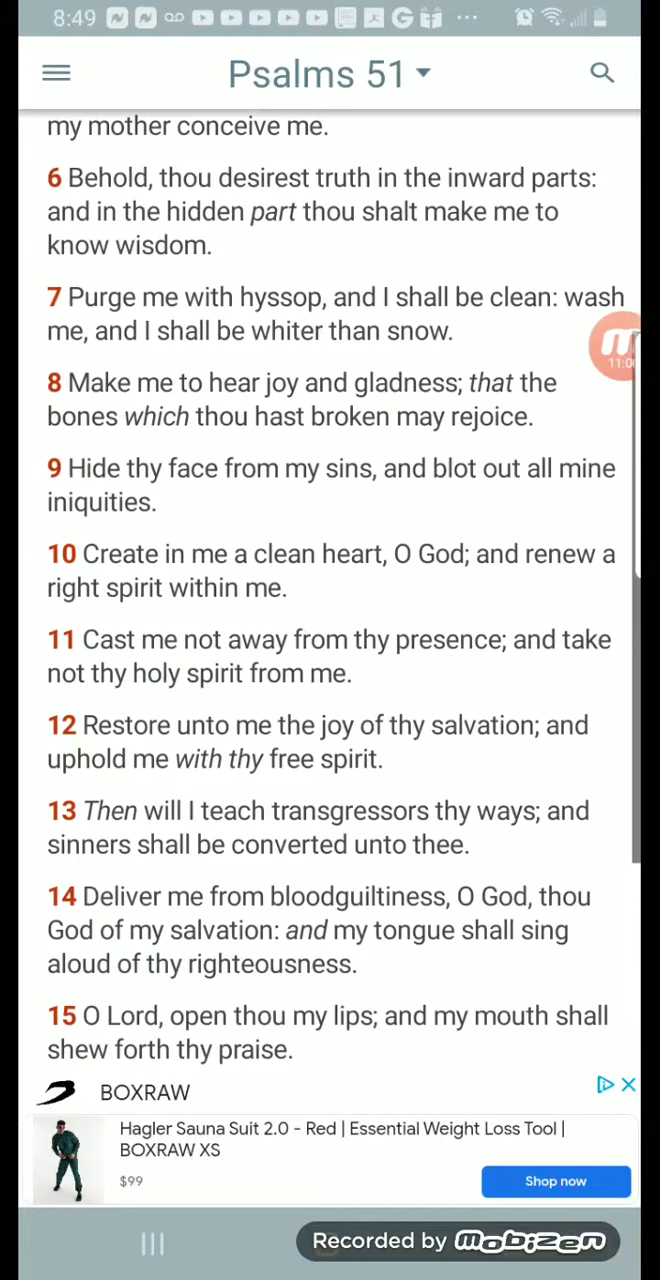 8:49
Psalms 51
my mother conceive me.
6 Behold, thou desirest truth in the inward parts:
and in the hidden part thou shalt make me to
know wisdom.
7 Purge me with hyssop, and I shall be clean: wash
me, and I shall be whiter than snow.
11:0
8 Make me to hear joy and gladness; that the
bones which thou hast broken may rejoice.
9 Hide thy face from my sins, and blot out all mine
iniquities.
10 Create in me a clean heart, O God; and renew a
right spirit within me.
11 Cast me not away from thy presence; and take
not thy holy spirit from me.
12 Restore unto me the joy of thy salvation; and
uphold me with thy free spirit.
13 Then will I teach transgressors thy ways; and
sinners shall be converted unto thee.
14 Deliver me from bloodguiltiness, O God, thou
God of my salvation: and my tongue shall sing
aloud of thy righteousness.
15 O Lord, open thou my lips; and my mouth shall
shew forth thy praise.
BOXRAW
Hagler Sauna Suit 2.0 - Red | Essential Weight Loss Tool |
BOXRAW XS
$99
Shop now
Recorded by mobizen